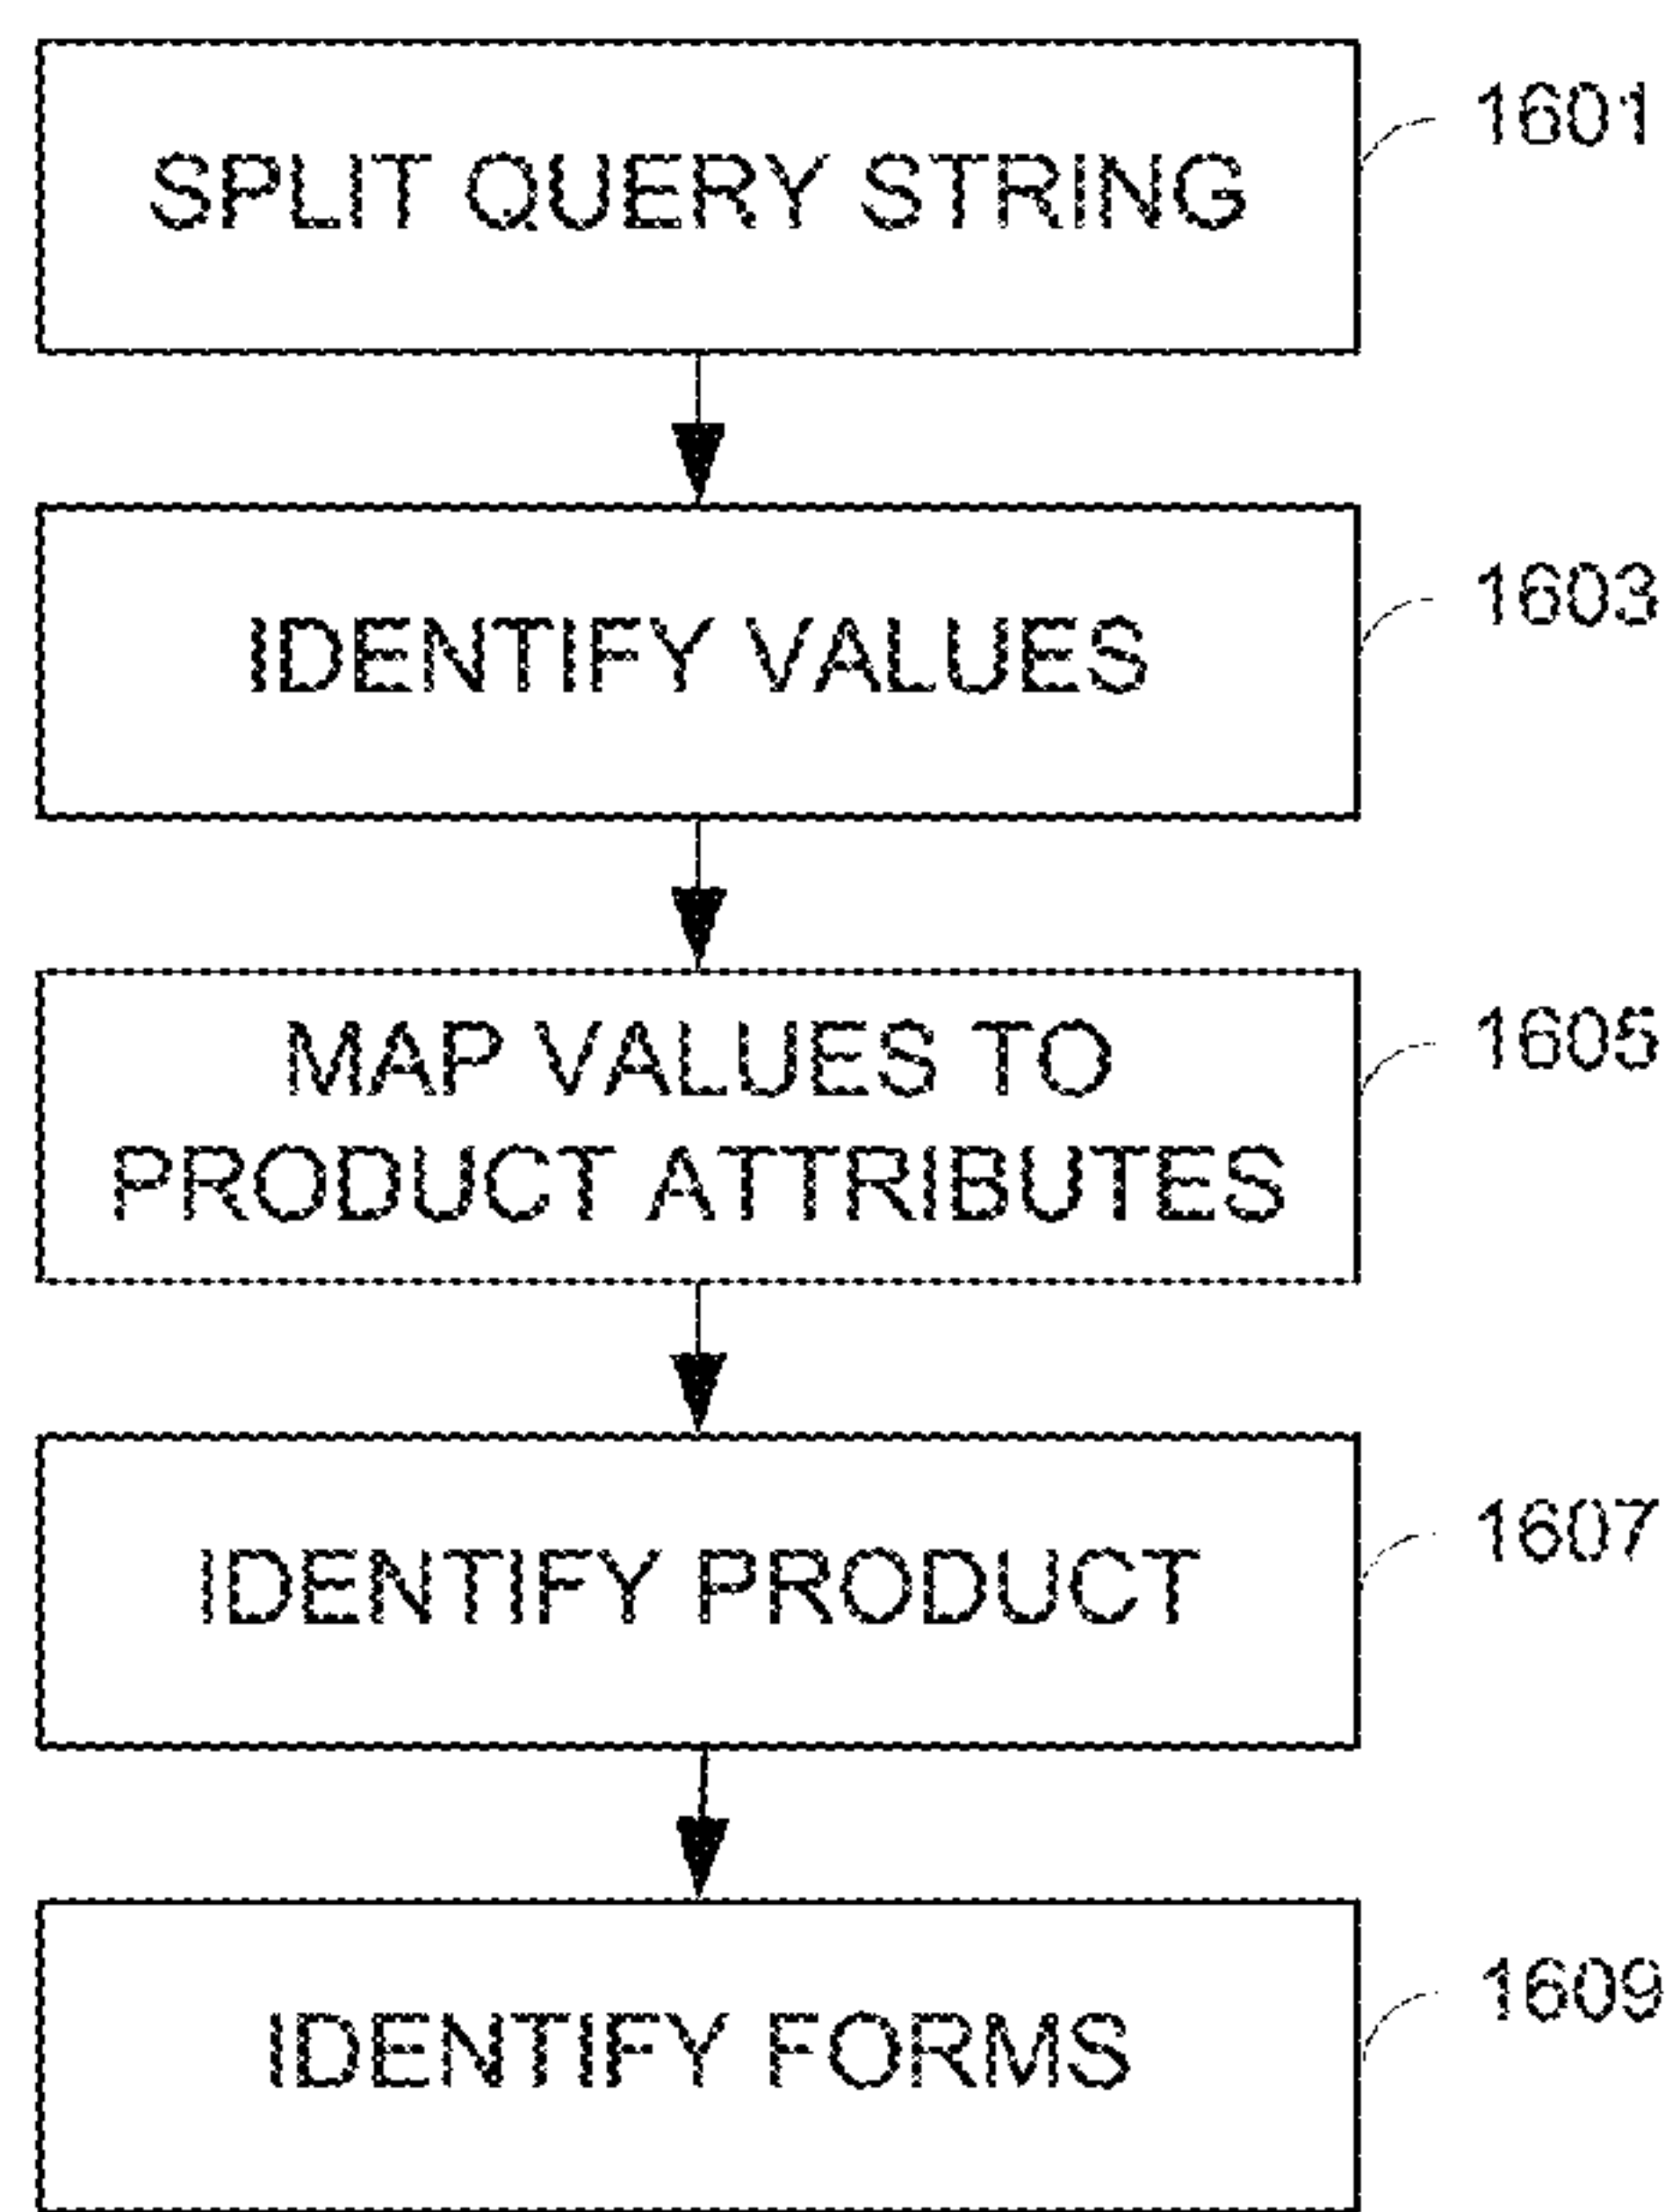 SPLIT QUERY STRING
1601
IDENTIFY VALUES
1603
MAP VALUES TO
PRODUCT ATTRIBUTES
1605
IDENTIFY PRODUCT
1607
IDENTIFY FORMS
1609